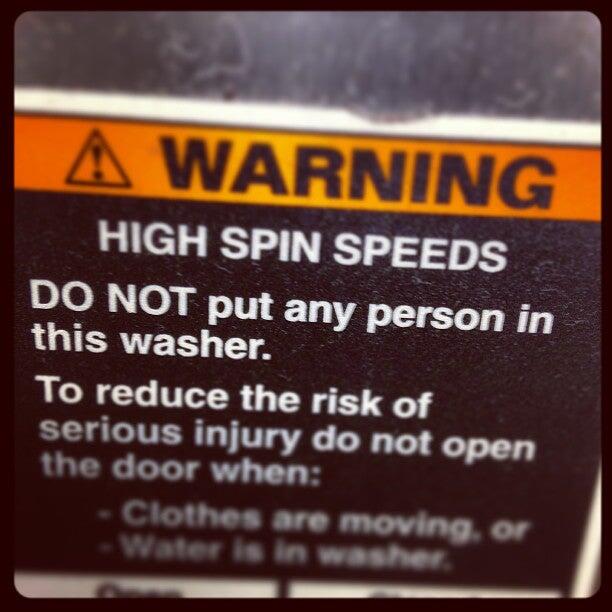 WARNING
HIGH SPIN SPEEDS
DO NOT put any person in
this washer.
To reduce the risk of
serious injury do not open
the door when:
- Clothes are moving, or
- Water is in washer.
Open